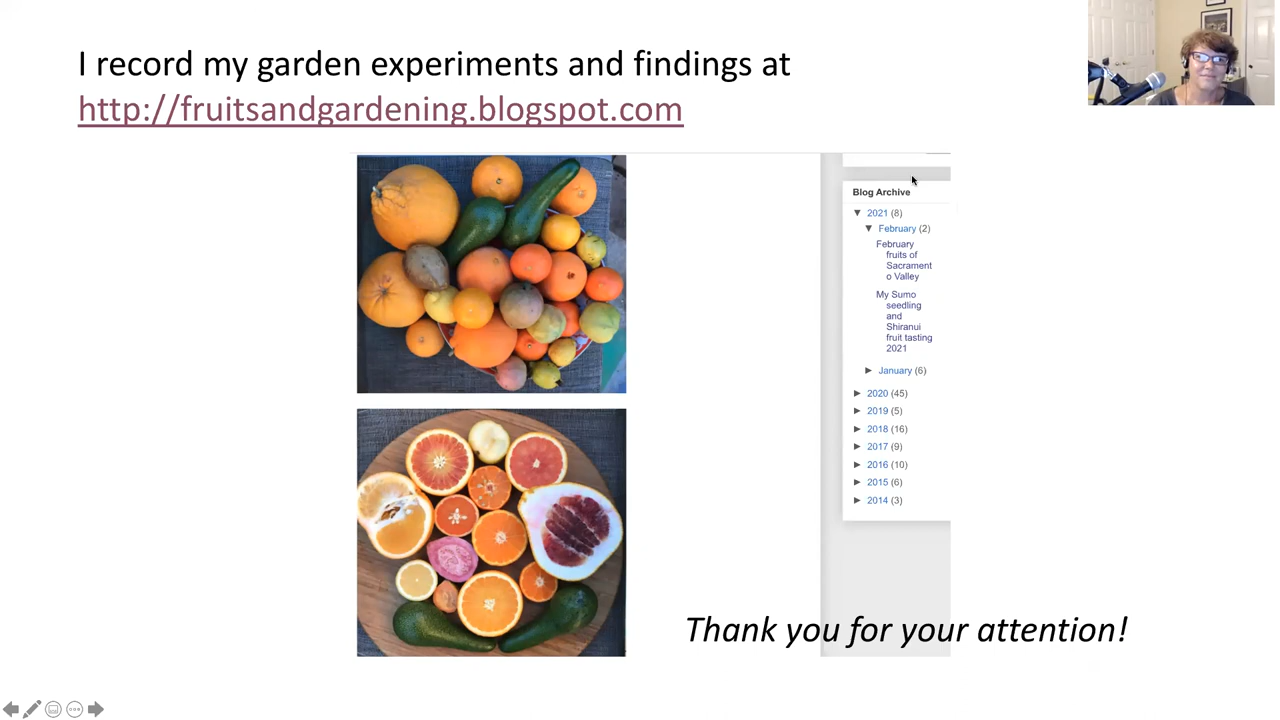 I record my garden experiments and findings at
http://fruitsandgardening.blogspot.com
Blog Archive
▼ 2021 (8)
▼ February (2)
February
fruits of
Sacrament
o Valley
My Sumo
seedling
and
Shiranui
fruit tasting
2021
► January (6)
► 2020 (45)
► 2019 (5)
► 2018 (16)
► 2017 (9)
► 2016 (10)
► 2015 (6)
► 2014 (3)
Thank you for your attention!